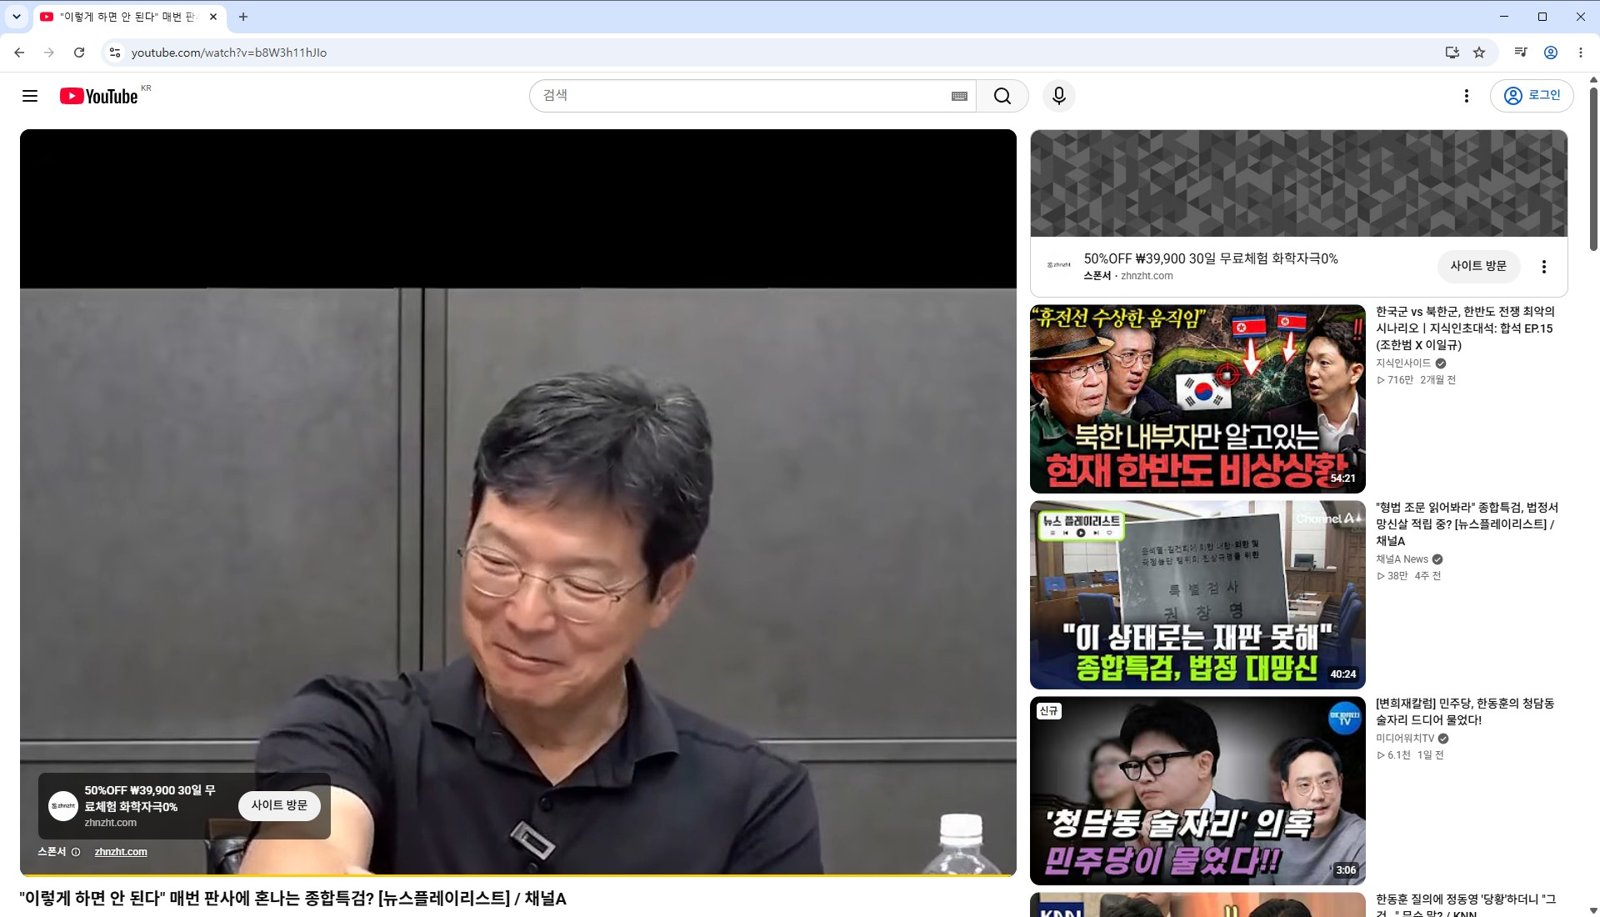 "이렇게 하면 안 된다" 매번 판
youtube.com/watch?v=b8W3h11hJIo
YouTube KR
검색
로그인
50%OFF ₩39,900 30일 무
료체험 화학자극0%
zhnzht.com
사이트 방문
스폰서
zhnzht.com
"이렇게 하면 안 된다" 매번 판사에 혼나는 종합특검? [뉴스플레이리스트] / 채널A
zhnzht
50%OFF ₩39,900 30일 무료체험 화학자극0%
스폰서 · zhnzht.com
사이트 방문
"휴전선 수상한 움직임"
북한 내부자만 알고있는
현재 한반도 비상상황
54:21
한국군 vs 북한군, 한반도 전쟁 최악의
시나리오ㅣ지식인초대석: 합석 EP.15
(조한범 X 이일규)
지식인사이드
716만 2개월 전
뉴스 플레이리스트
Channel A
특별검사
권창영
"이 상태로는 재판 못해"
종합특검, 법정 대망신
40:24
"형법 조문 읽어봐라" 종합특검, 법정서
망신살 적립 중? [뉴스플레이리스트] /
채널A
채널A News
38만 4주 전
신규
미디어워치
TV
'청담동 술자리' 의혹
민주당이 물었다!!
3:06
[변희재칼럼] 민주당, 한동훈의 청담동
술자리 드디어 물었다!
미디어워치TV
6.1천 1일 전
KNN
한동훈 질의에 정동영 '당황'하더니 "그